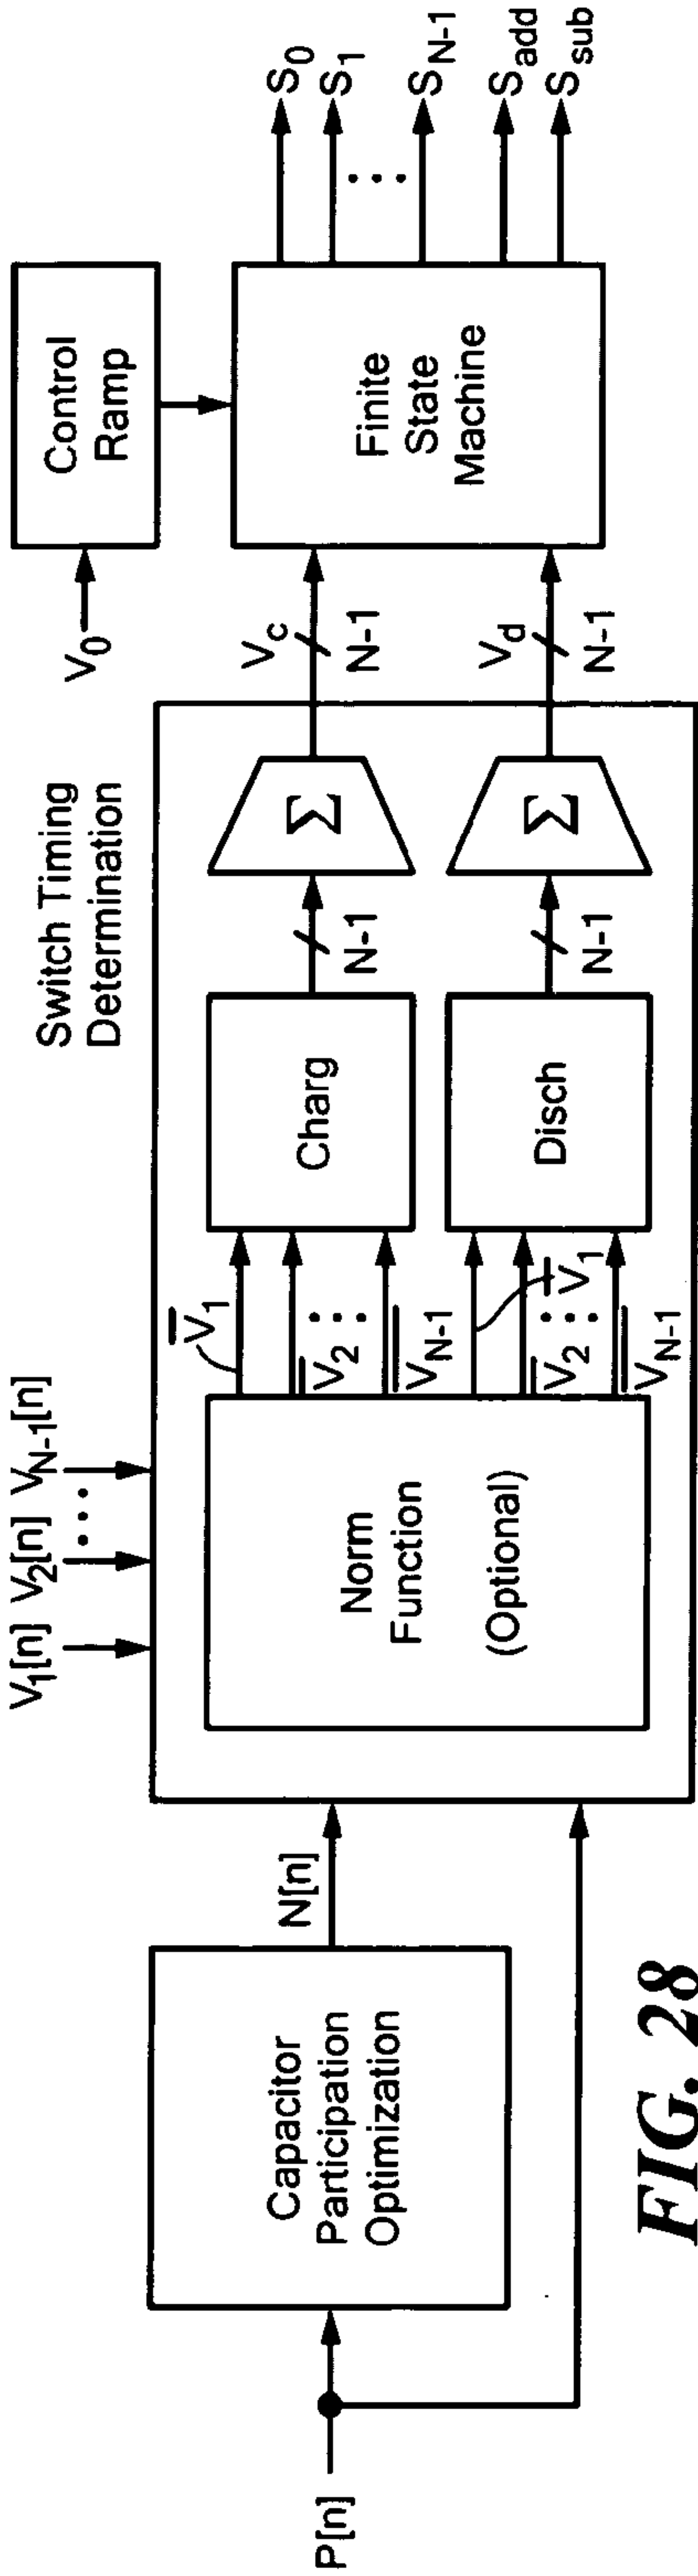 P[n]
Capacitor
Participation
Optimization
N[n]
V1[n] V2[n] VN-1[n]
Switch Timing
Determination
Norm
Function
(Optional)
V̅1
V̅2
V̅N-1
V̅1
V̅2
V̅N-1
Charg
Disch
N-1
N-1
Σ
Σ
Vc
N-1
Vd
N-1
V0
Control
Ramp
Finite
State
Machine
S0
S1
SN-1
Sadd
Ssub
FIG. 28